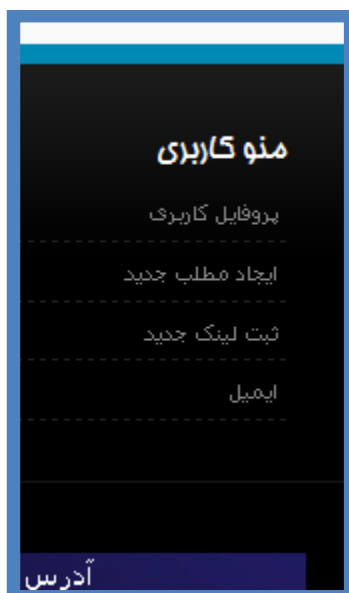 منو کاربری
پروفایل کاربری
ایجاد مطلب جدید
ثبت لینک جدید
ایمیل
آدرس